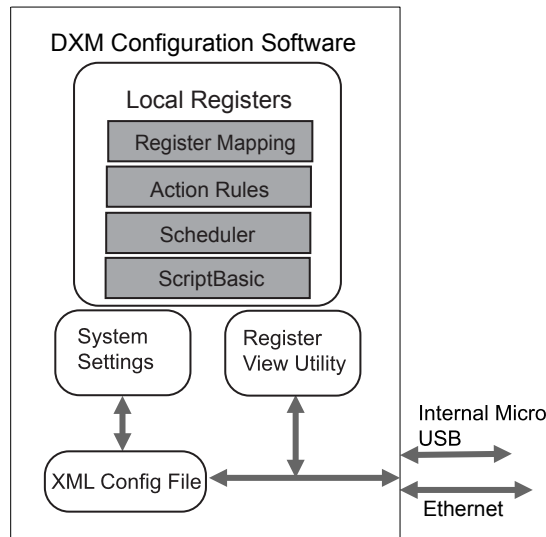 DXM Configuration Software
Local Registers
Register Mapping
Action Rules
Scheduler
ScriptBasic
System
Settings
Register
View Utility
XML Config File
Internal Micro
USB
Ethernet